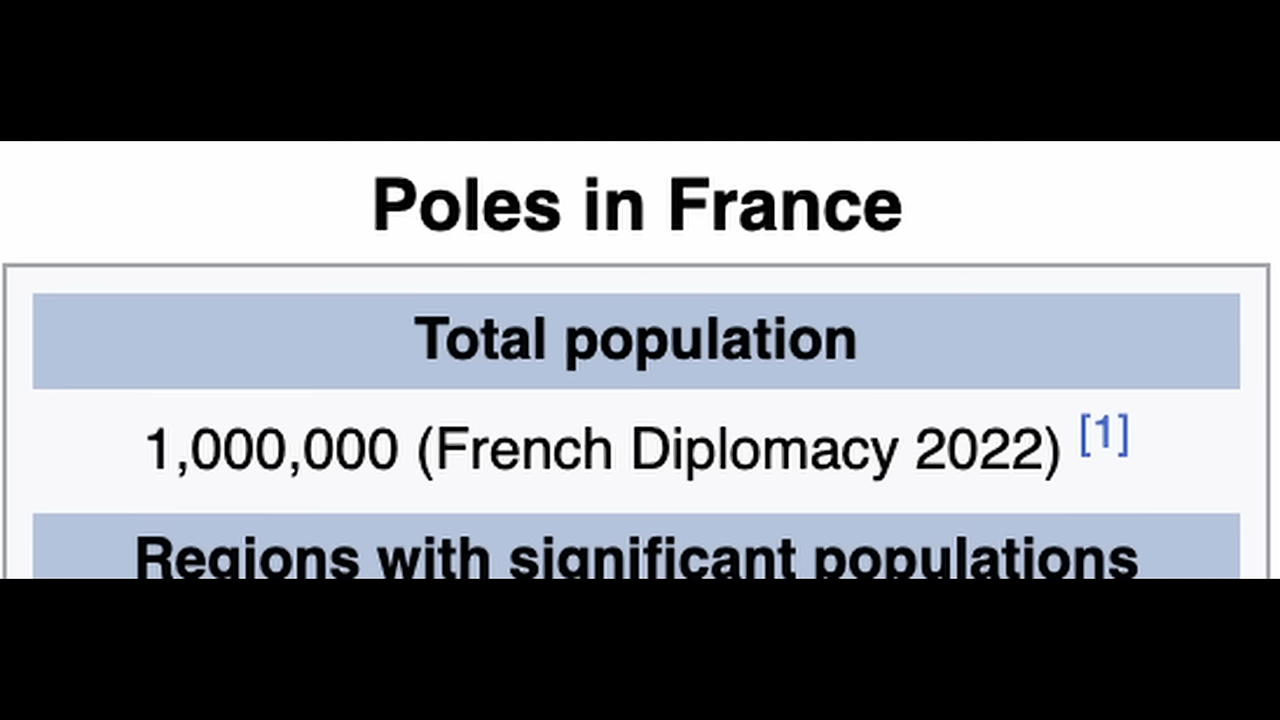 Poles in France
Total population
1,000,000 (French Diplomacy 2022) [1]
Regions with significant populations